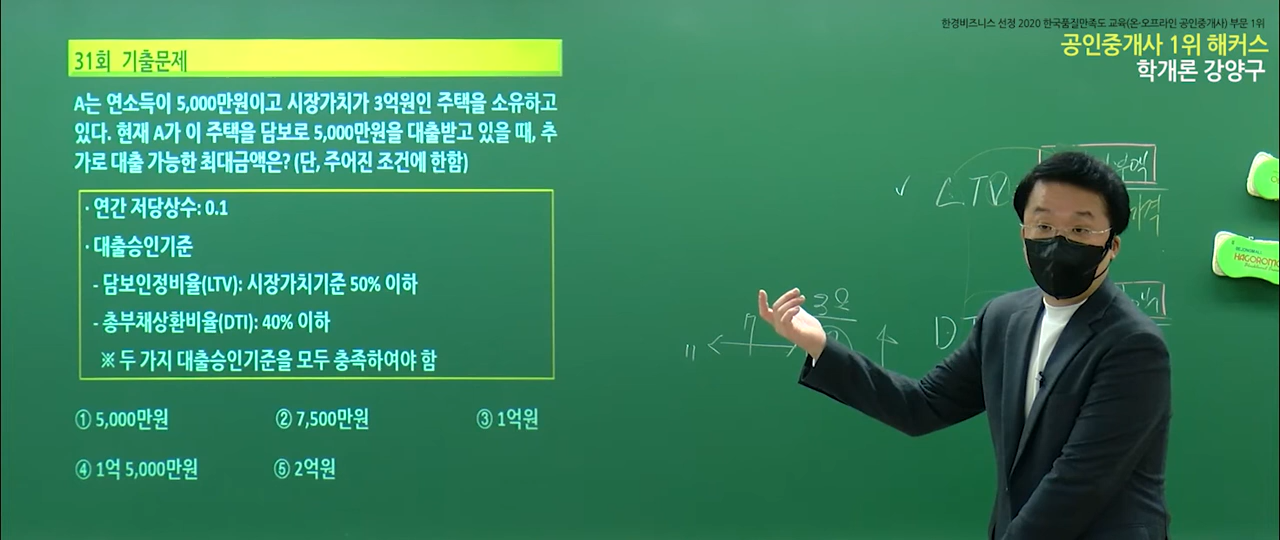 한경비즈니스 선정 2020 한국품질만족도 교육(온·오프라인 공인중개사) 부문 1위
공인중개사 1위 해커스
학개론 강양구
31회 기출문제
A는 연소득이 5,000만원이고 시장가치가 3억원인 주택을 소유하고
있다. 현재 A가 이 주택을 담보로 5,000만원을 대출받고 있을 때, 추
가로 대출 가능한 최대금액은? (단, 주어진 조건에 한함)
· 연간 저당상수: 0.1
· 대출승인기준
- 담보인정비율(LTV): 시장가치기준 50% 이하
- 총부채상환비율(DTI): 40% 이하
※ 두 가지 대출승인기준을 모두 충족하여야 함
① 5,000만원 ② 7,500만원 ③ 1억원
④ 1억 5,000만원 ⑤ 2억원
LTV
D
HAGOROMO